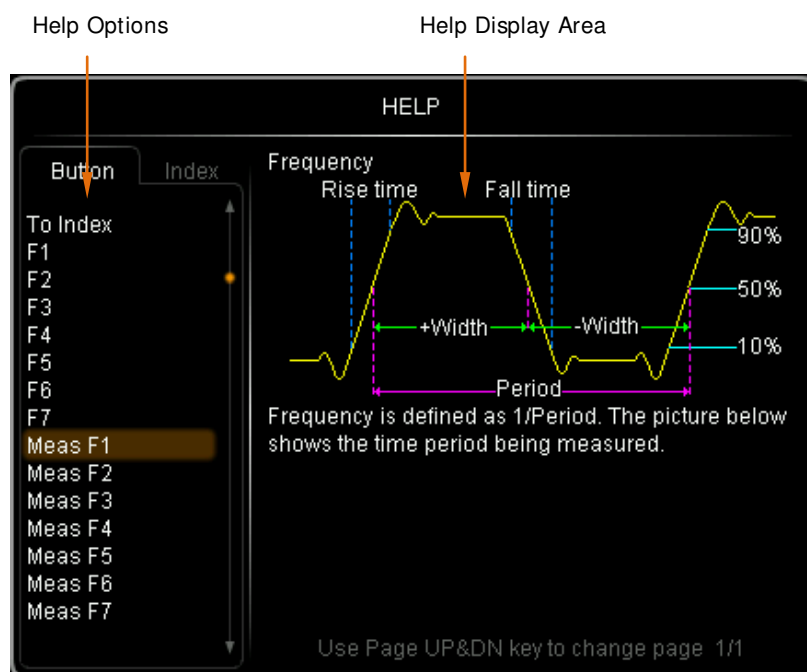 Help Options
Help Display Area
HELP
Button
Index
To Index
F1
F2
F3
F4
F5
F6
F7
Meas F1
Meas F2
Meas F3
Meas F4
Meas F5
Meas F6
Meas F7
Frequency
Rise time
Fall time
90%
50%
+Width
-Width
10%
Period
Frequency is defined as 1/Period. The picture below
shows the time period being measured.
Use Page UP&DN key to change page 1/1